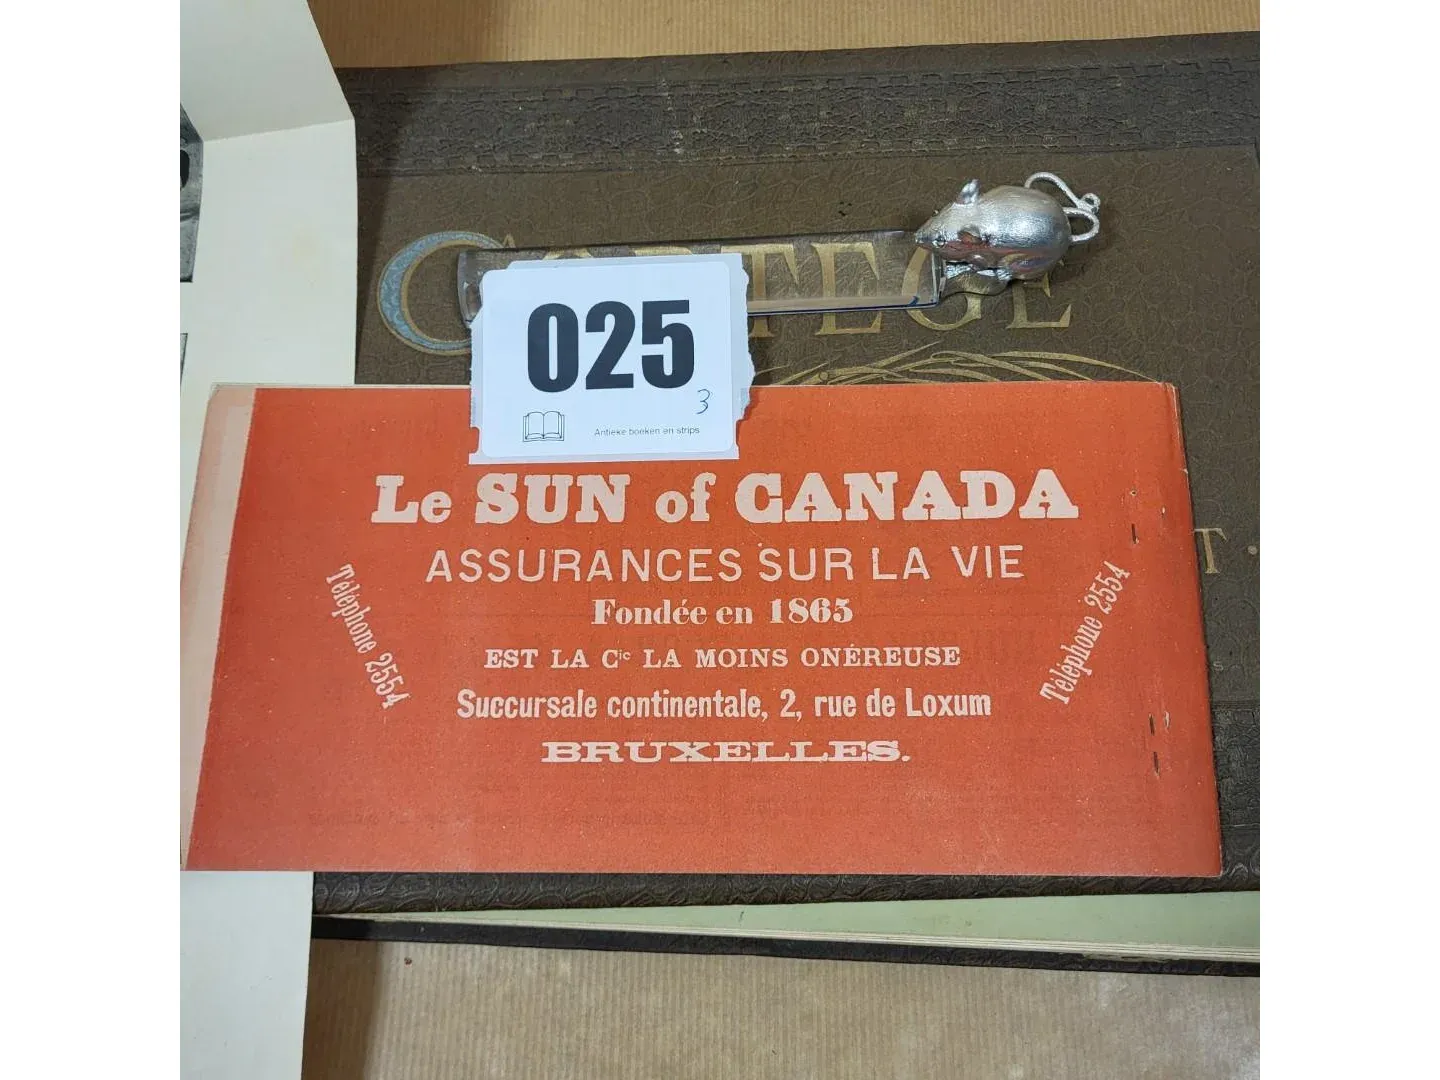 CORTEGE
025
3
Antieke boeken en strips
Le SUN of CANADA
ASSURANCES SUR LA VIE
Fondée en 1865
EST LA Cie LA MOINS ONÉREUSE
Succursale continentale, 2, rue de Loxum
BRUXELLES.
Téléphone 2554
Téléphone 2554
T